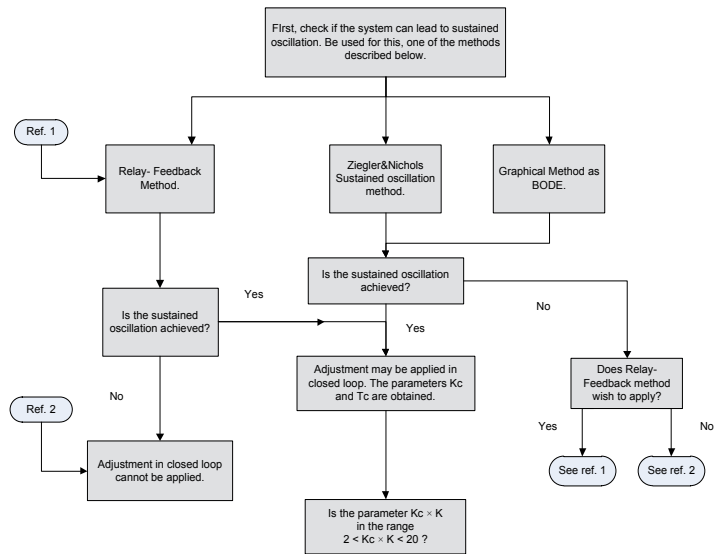 FIrst, check if the system can lead to sustained
oscillation. Be used for this, one of the methods
described below.
Ref. 1
Relay- Feedback
Method.
Ziegler&Nichols
Sustained oscillation
method.
Graphical Method as
BODE.
Is the sustained oscillation
achieved?
Yes
No
Is the sustained
oscillation achieved?
Yes
Adjustment may be applied in
closed loop. The parameters Kc
and Tc are obtained.
Does Relay-
Feedback method
wish to apply?
No
Ref. 2
Yes
No
Adjustment in closed loop
cannot be applied.
See ref. 1
See ref. 2
Is the parameter Kc × K
in the range
2 < Kc × K < 20 ?